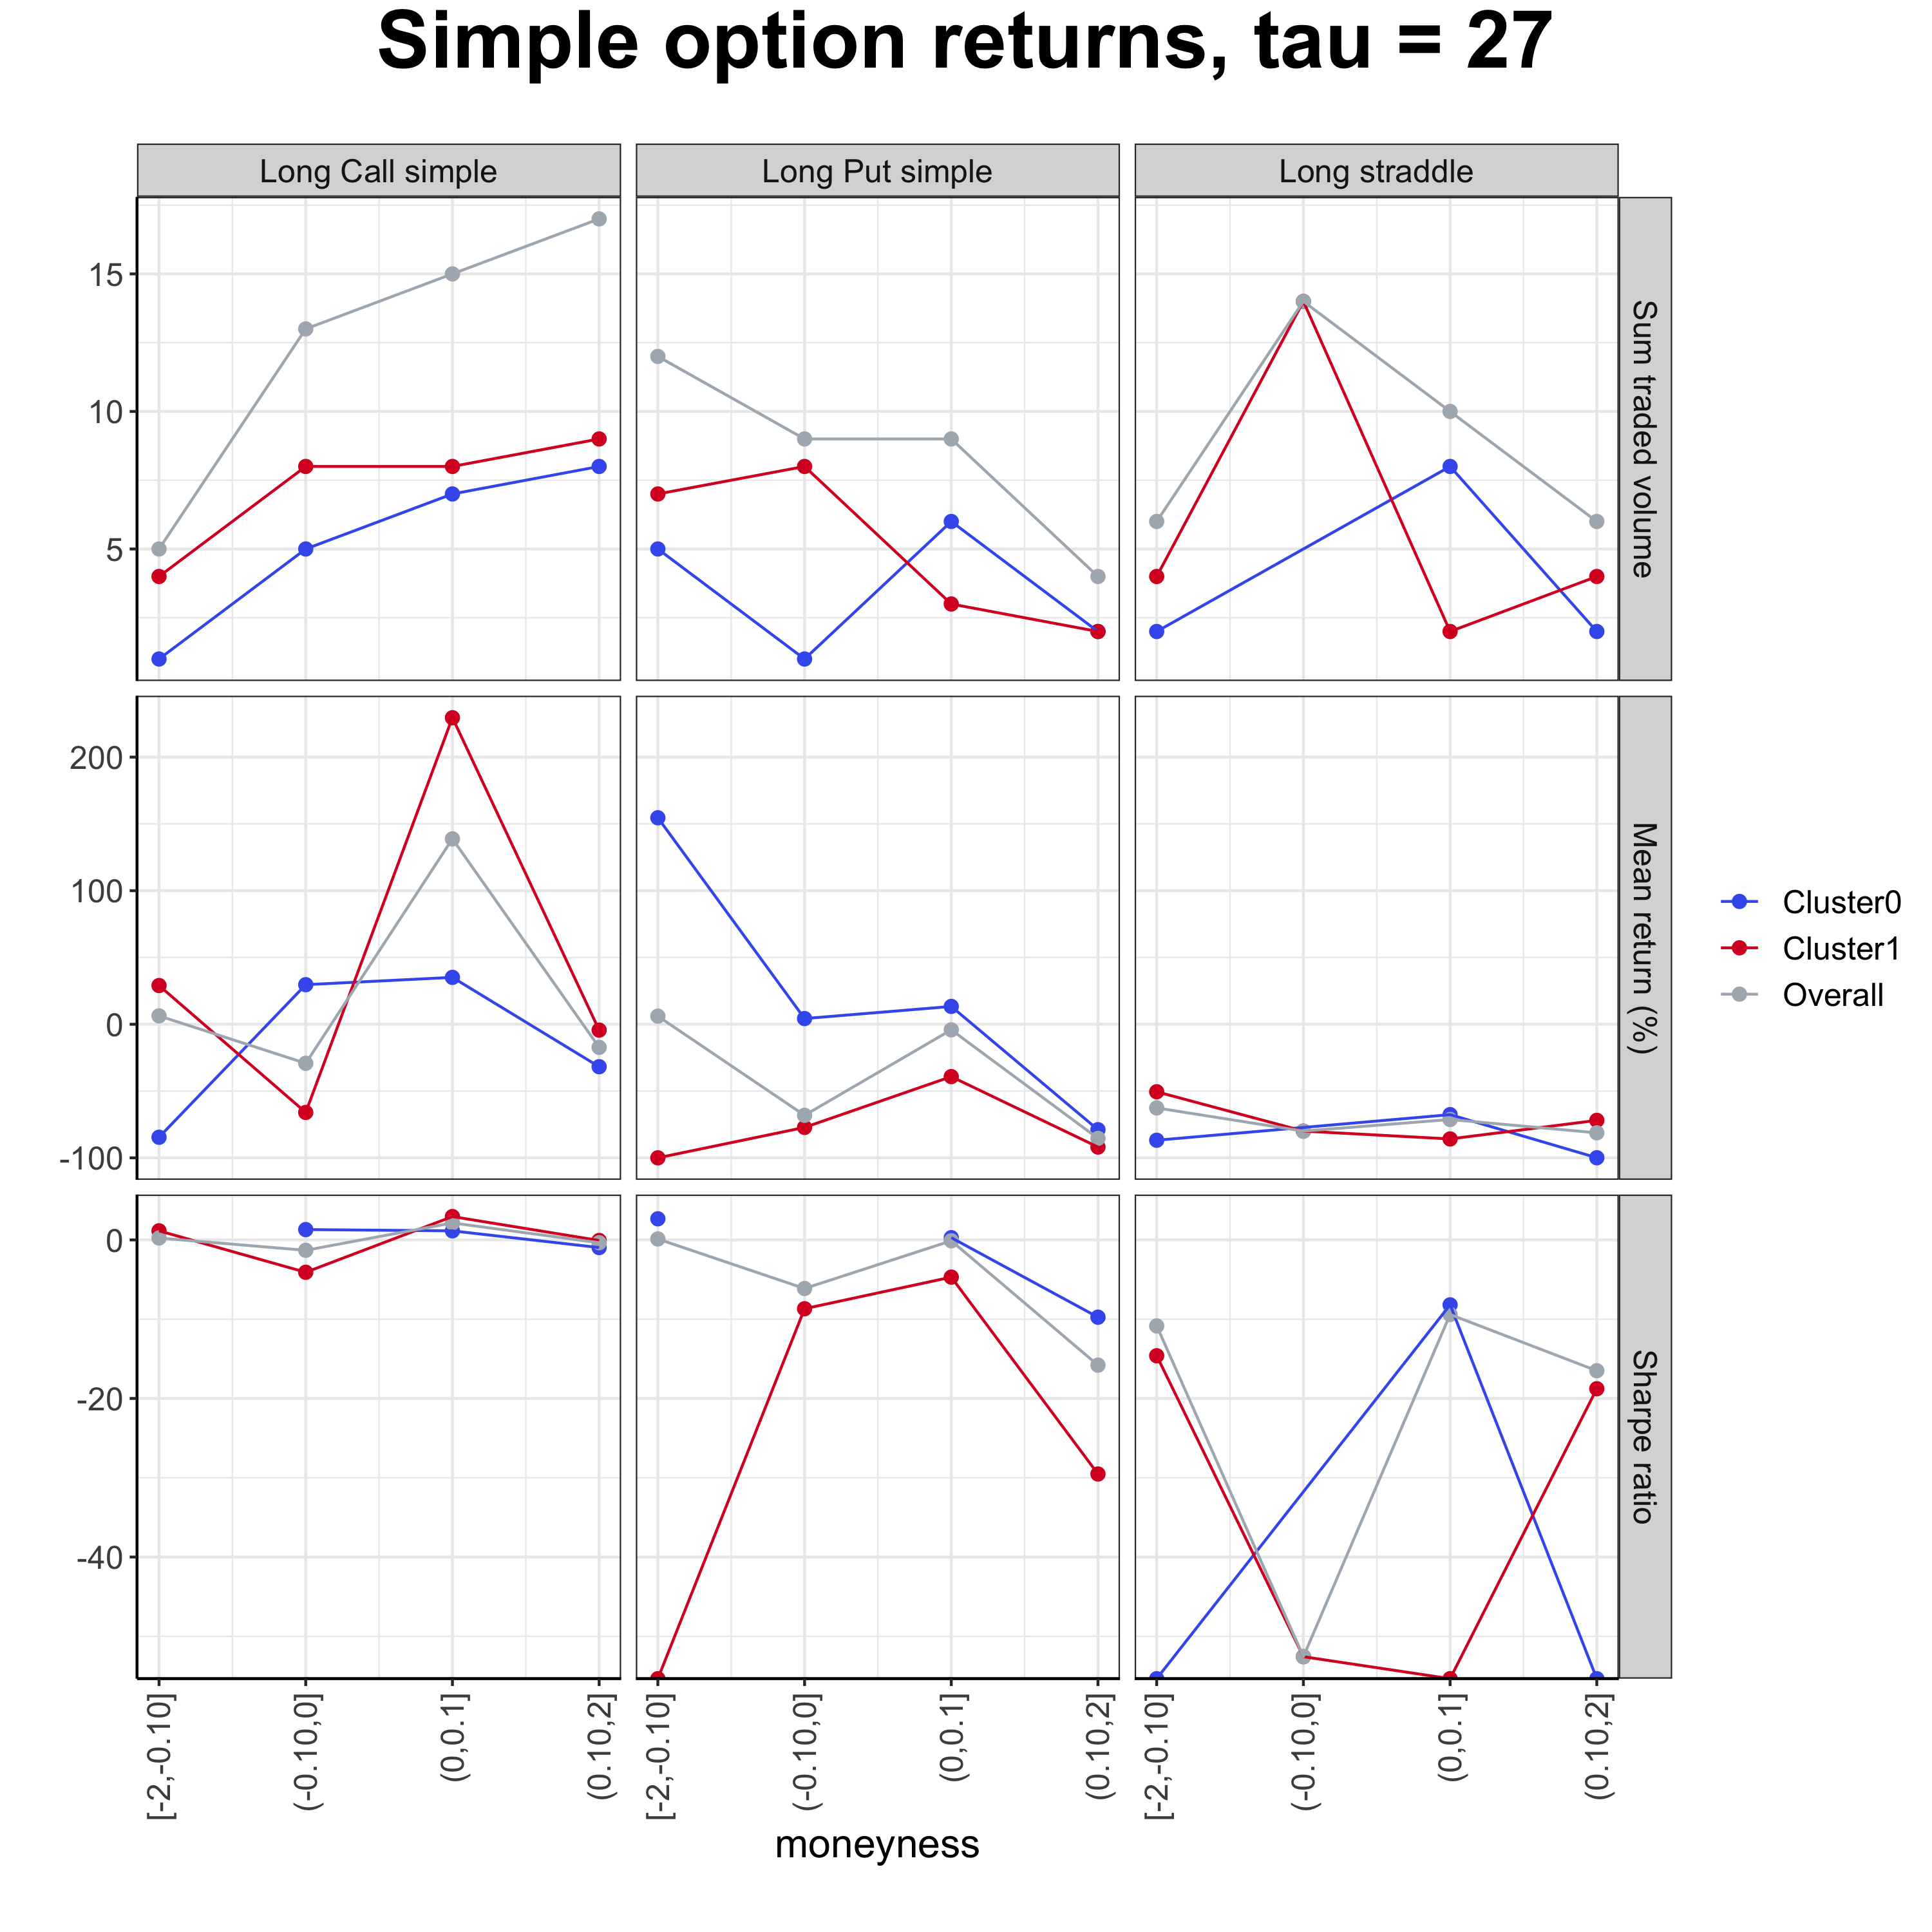 Simple option returns, tau = 27
Long Call simple
Long Put simple
Long straddle
15
10
5
Sum traded volume
200
100
0
-100
Mean return (%)
0
-20
-40
Sharpe ratio
[-2,-0.10]
(-0.10,0]
(0,0.1]
(0.10,2]
[-2,-0.10]
(-0.10,0]
(0,0.1]
(0.10,2]
[-2,-0.10]
(-0.10,0]
(0,0.1]
(0.10,2]
moneyness
Cluster0
Cluster1
Overall